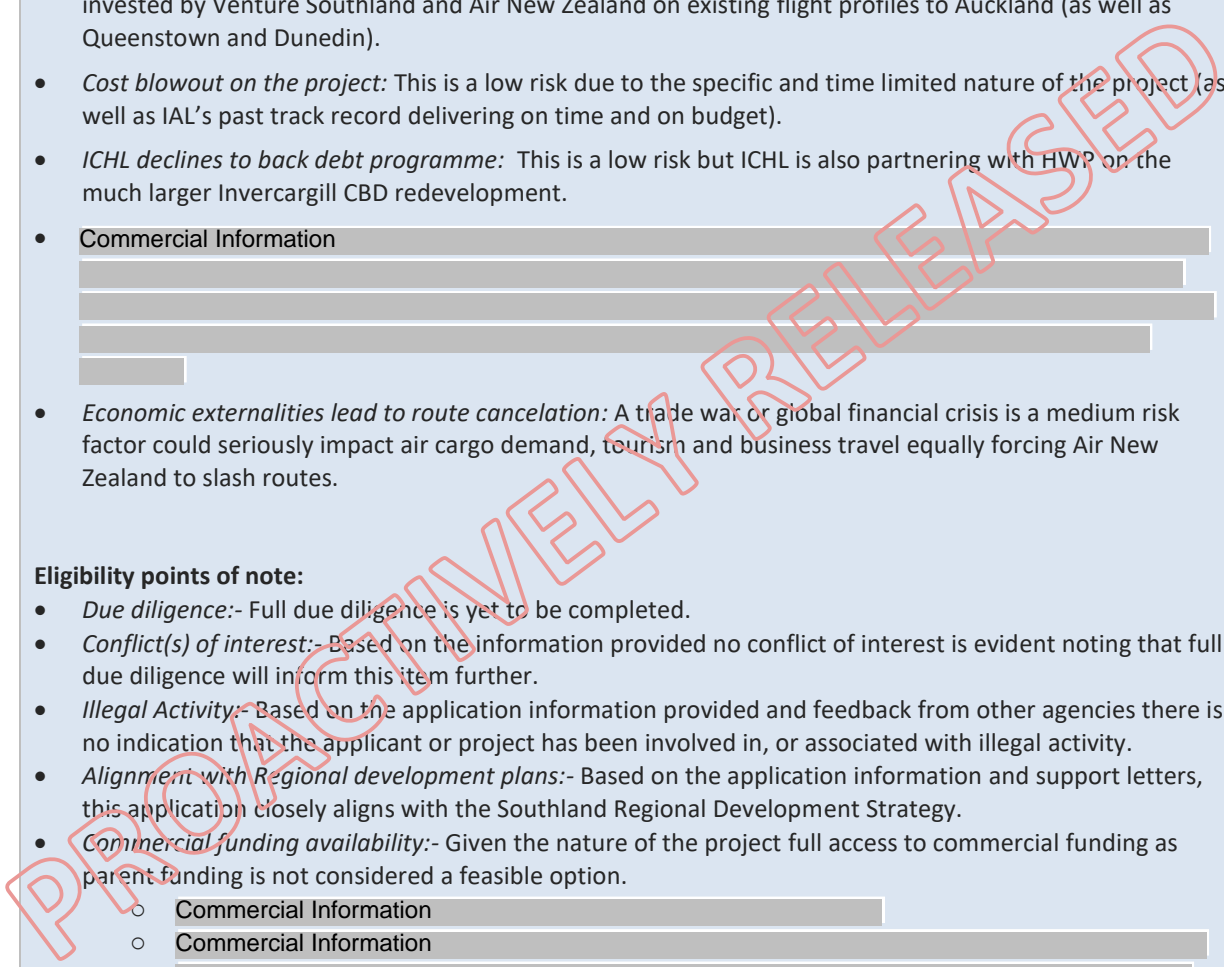 invested by Venture Southland and Air New Zealand on existing flight profiles to Auckland (as well as
Queenstown and Dunedin).
• Cost blowout on the project: This is a low risk due to the specific and time limited nature of the project (as
well as IAL's past track record delivering on time and on budget).
• ICHL declines to back debt programme: This is a low risk but ICHL is also partnering with HWP on the
much larger Invercargill CBD redevelopment.
• Commercial Information
• Economic externalities lead to route cancelation: A trade war or global financial crisis is a medium risk
factor could seriously impact air cargo demand, tourism and business travel equally forcing Air New
Zealand to slash routes.
Eligibility points of note:
• Due diligence:- Full due diligence is yet to be completed.
• Conflict(s) of interest:- Based on the information provided no conflict of interest is evident noting that full
due diligence will inform this item further.
• Illegal Activity:- Based on the application information provided and feedback from other agencies there is
no indication that the applicant or project has been involved in, or associated with illegal activity.
• Alignment with Regional development plans:- Based on the application information and support letters,
this application closely aligns with the Southland Regional Development Strategy.
• Commercial funding availability:- Given the nature of the project full access to commercial funding as
parent funding is not considered a feasible option.
○ Commercial Information
○ Commercial Information
PROACTIVELY RELEASED